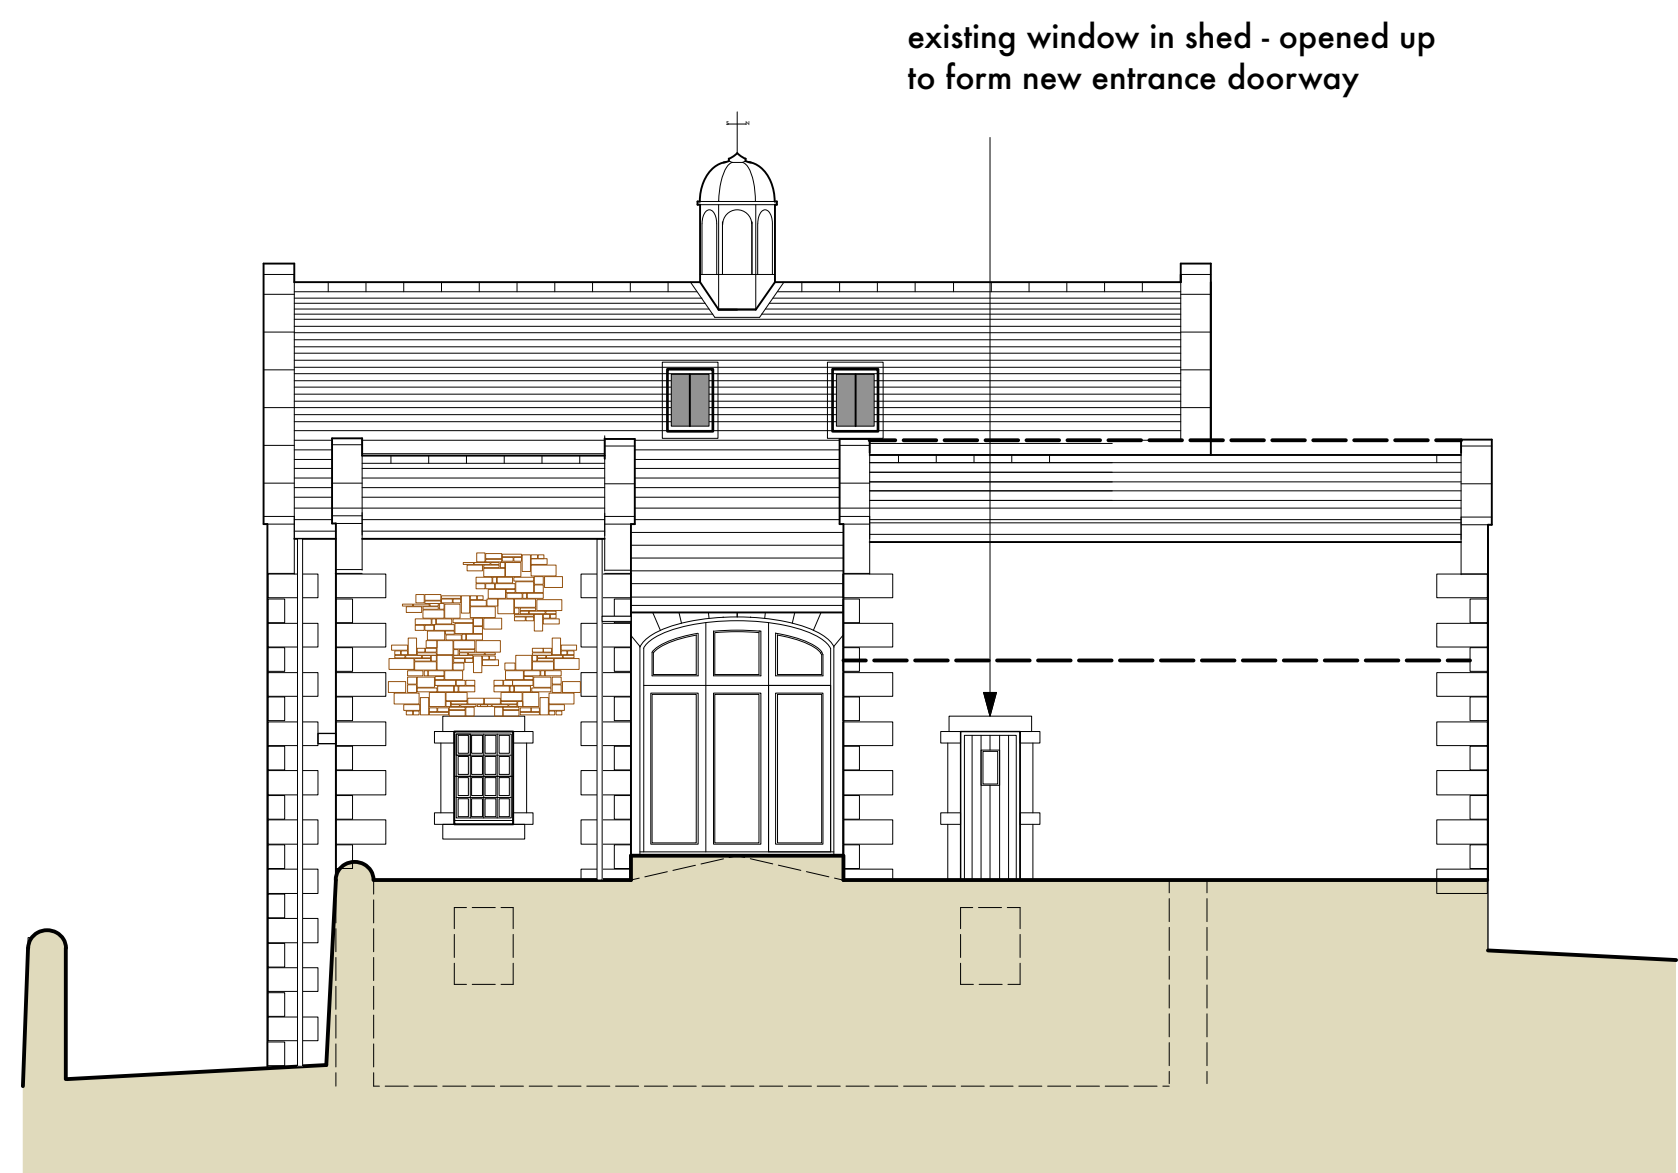 existing window in shed - opened up
to form new entrance doorway
S N